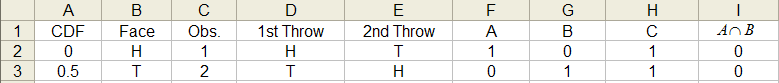 A B C D E F G H I
1 CDF Face Obs. 1st Throw 2nd Throw A B C A∩B
2 0 H 1 H T 1 0 1 0
3 0.5 T 2 T H 0 1 1 0